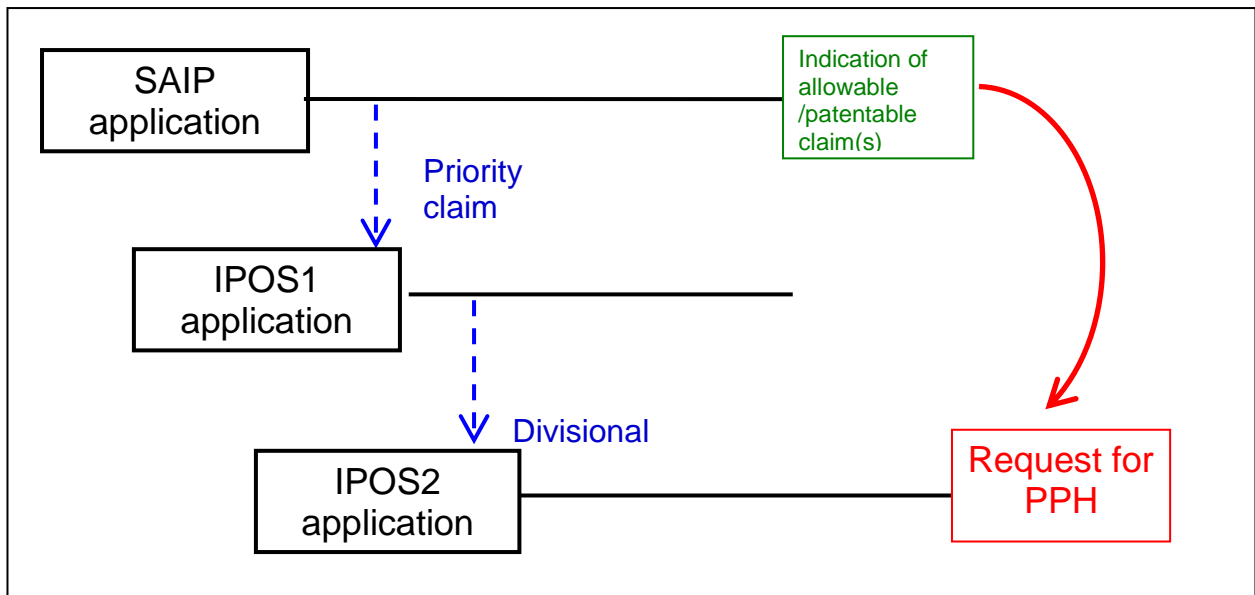 SAIP
application
Indication of
allowable
/patentable
claim(s)
Priority
claim
IPOS1
application
Divisional
IPOS2
application
Request for
PPH